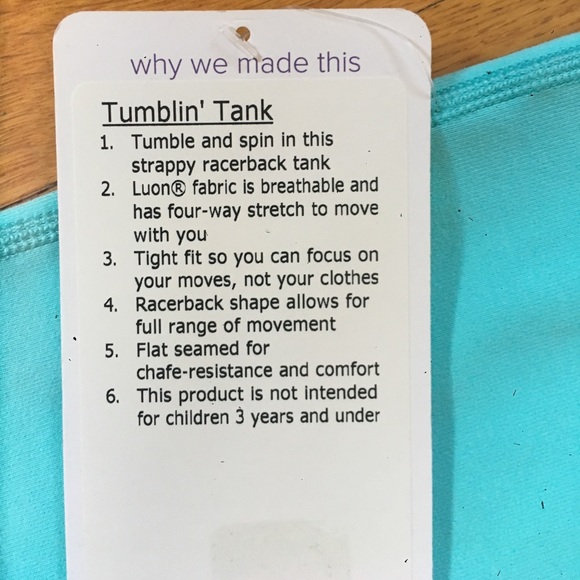 why we made this
Tumblin' Tank
1. Tumble and spin in this
strappy racerback tank
2. Luon® fabric is breathable and
has four-way stretch to move
with you
3. Tight fit so you can focus on
your moves, not your clothes
4. Racerback shape allows for
full range of movement
5. Flat seamed for
chafe-resistance and comfort
6. This product is not intended
for children 3 years and under